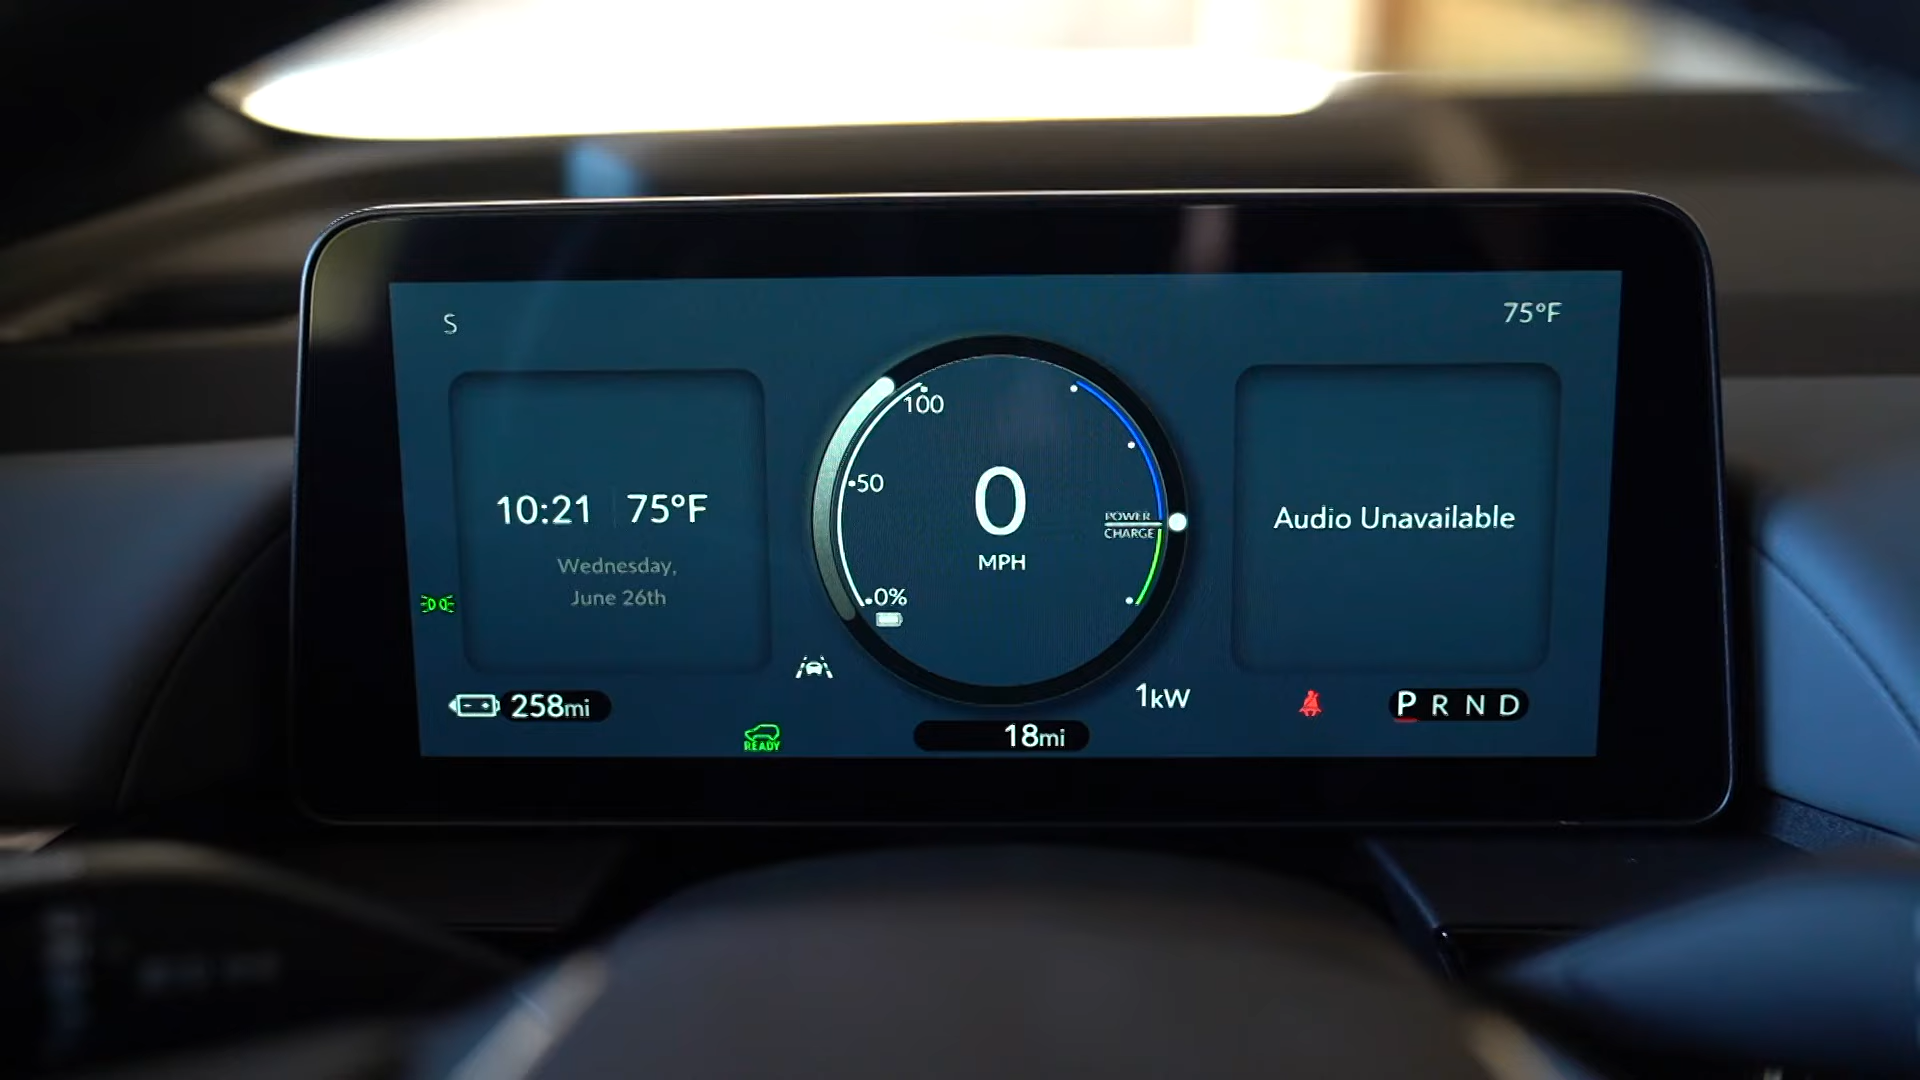 S
75°F
10:21 75°F
Wednesday,
June 26th
100
50
0%
0
MPH
POWER
CHARGE
Audio Unavailable
258mi
READY
18mi
1kW
P R N D